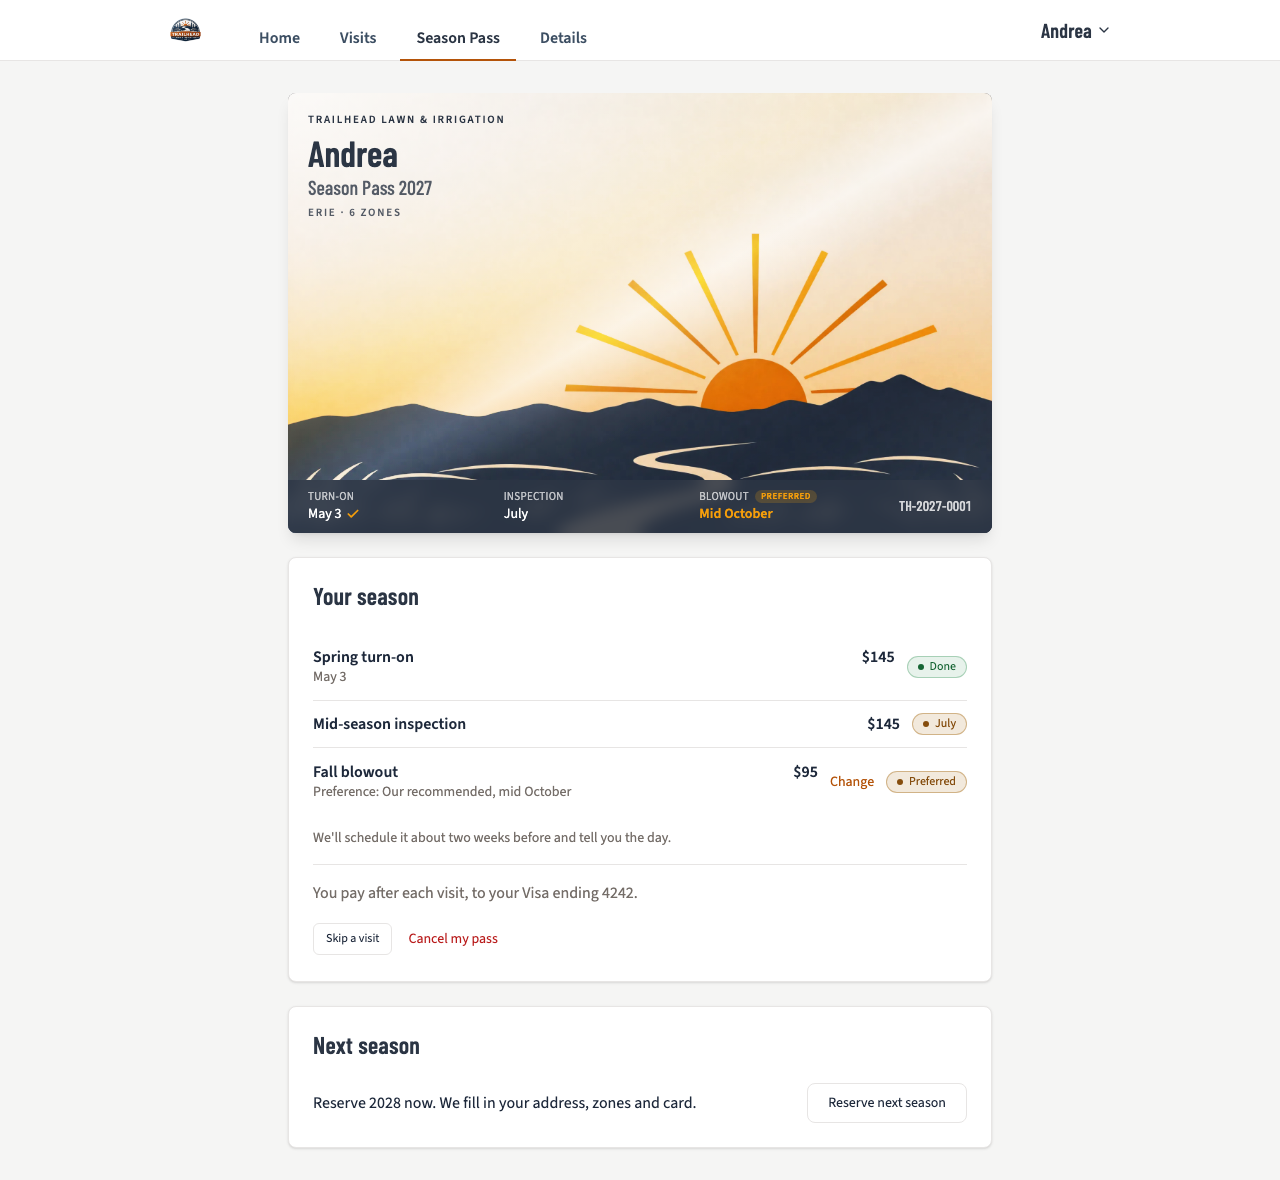 TRAILHEAD
Home
Visits
Season Pass
Details
Andrea
TRAILHEAD LAWN & IRRIGATION
Andrea
Season Pass 2027
ERIE · 6 ZONES
TURN-ON
May 3
INSPECTION
July
BLOWOUT PREFERRED
Mid October
TH-2027-0001
Your season
Spring turn-on
May 3
$145
Done
Mid-season inspection
$145
July
Fall blowout
Preference: Our recommended, mid October
$95
Change
Preferred
We'll schedule it about two weeks before and tell you the day.
You pay after each visit, to your Visa ending 4242.
Skip a visit
Cancel my pass
Next season
Reserve 2028 now. We fill in your address, zones and card.
Reserve next season